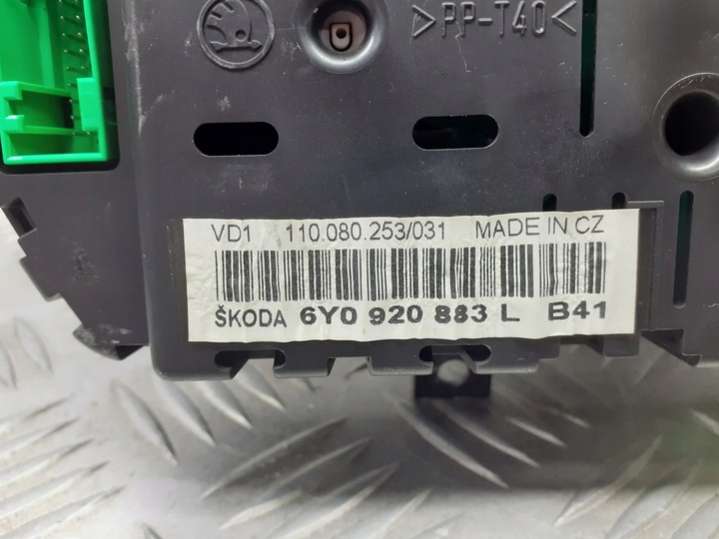 >PP-T40<
VD1 110.080.253/031 MADE IN CZ
ŠKODA 6Y0 920 883 L B41